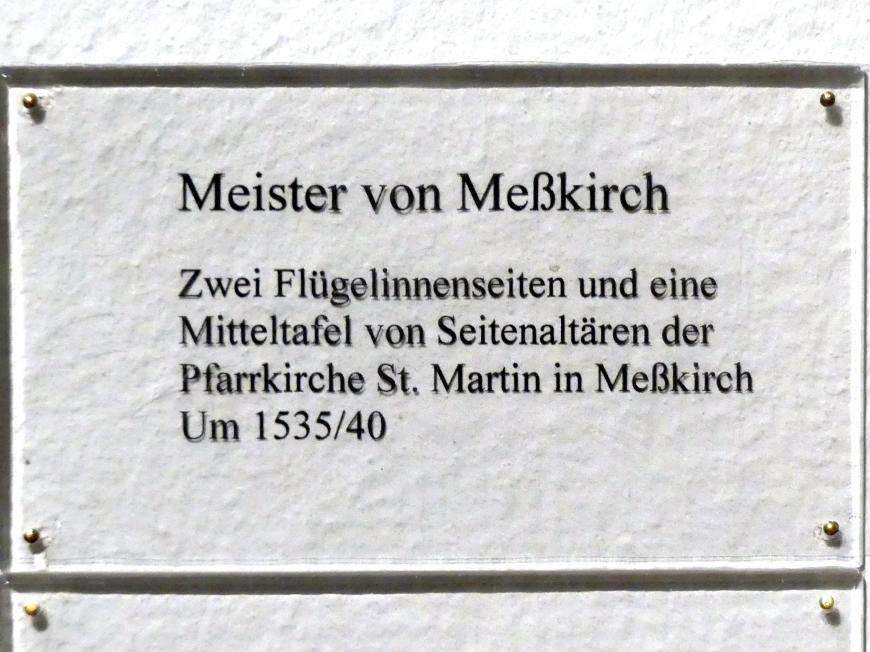 Meister von Meßkirch
Zwei Flügelinnenseiten und eine
Mitteltafel von Seitenaltären der
Pfarrkirche St. Martin in Meßkirch
Um 1535/40